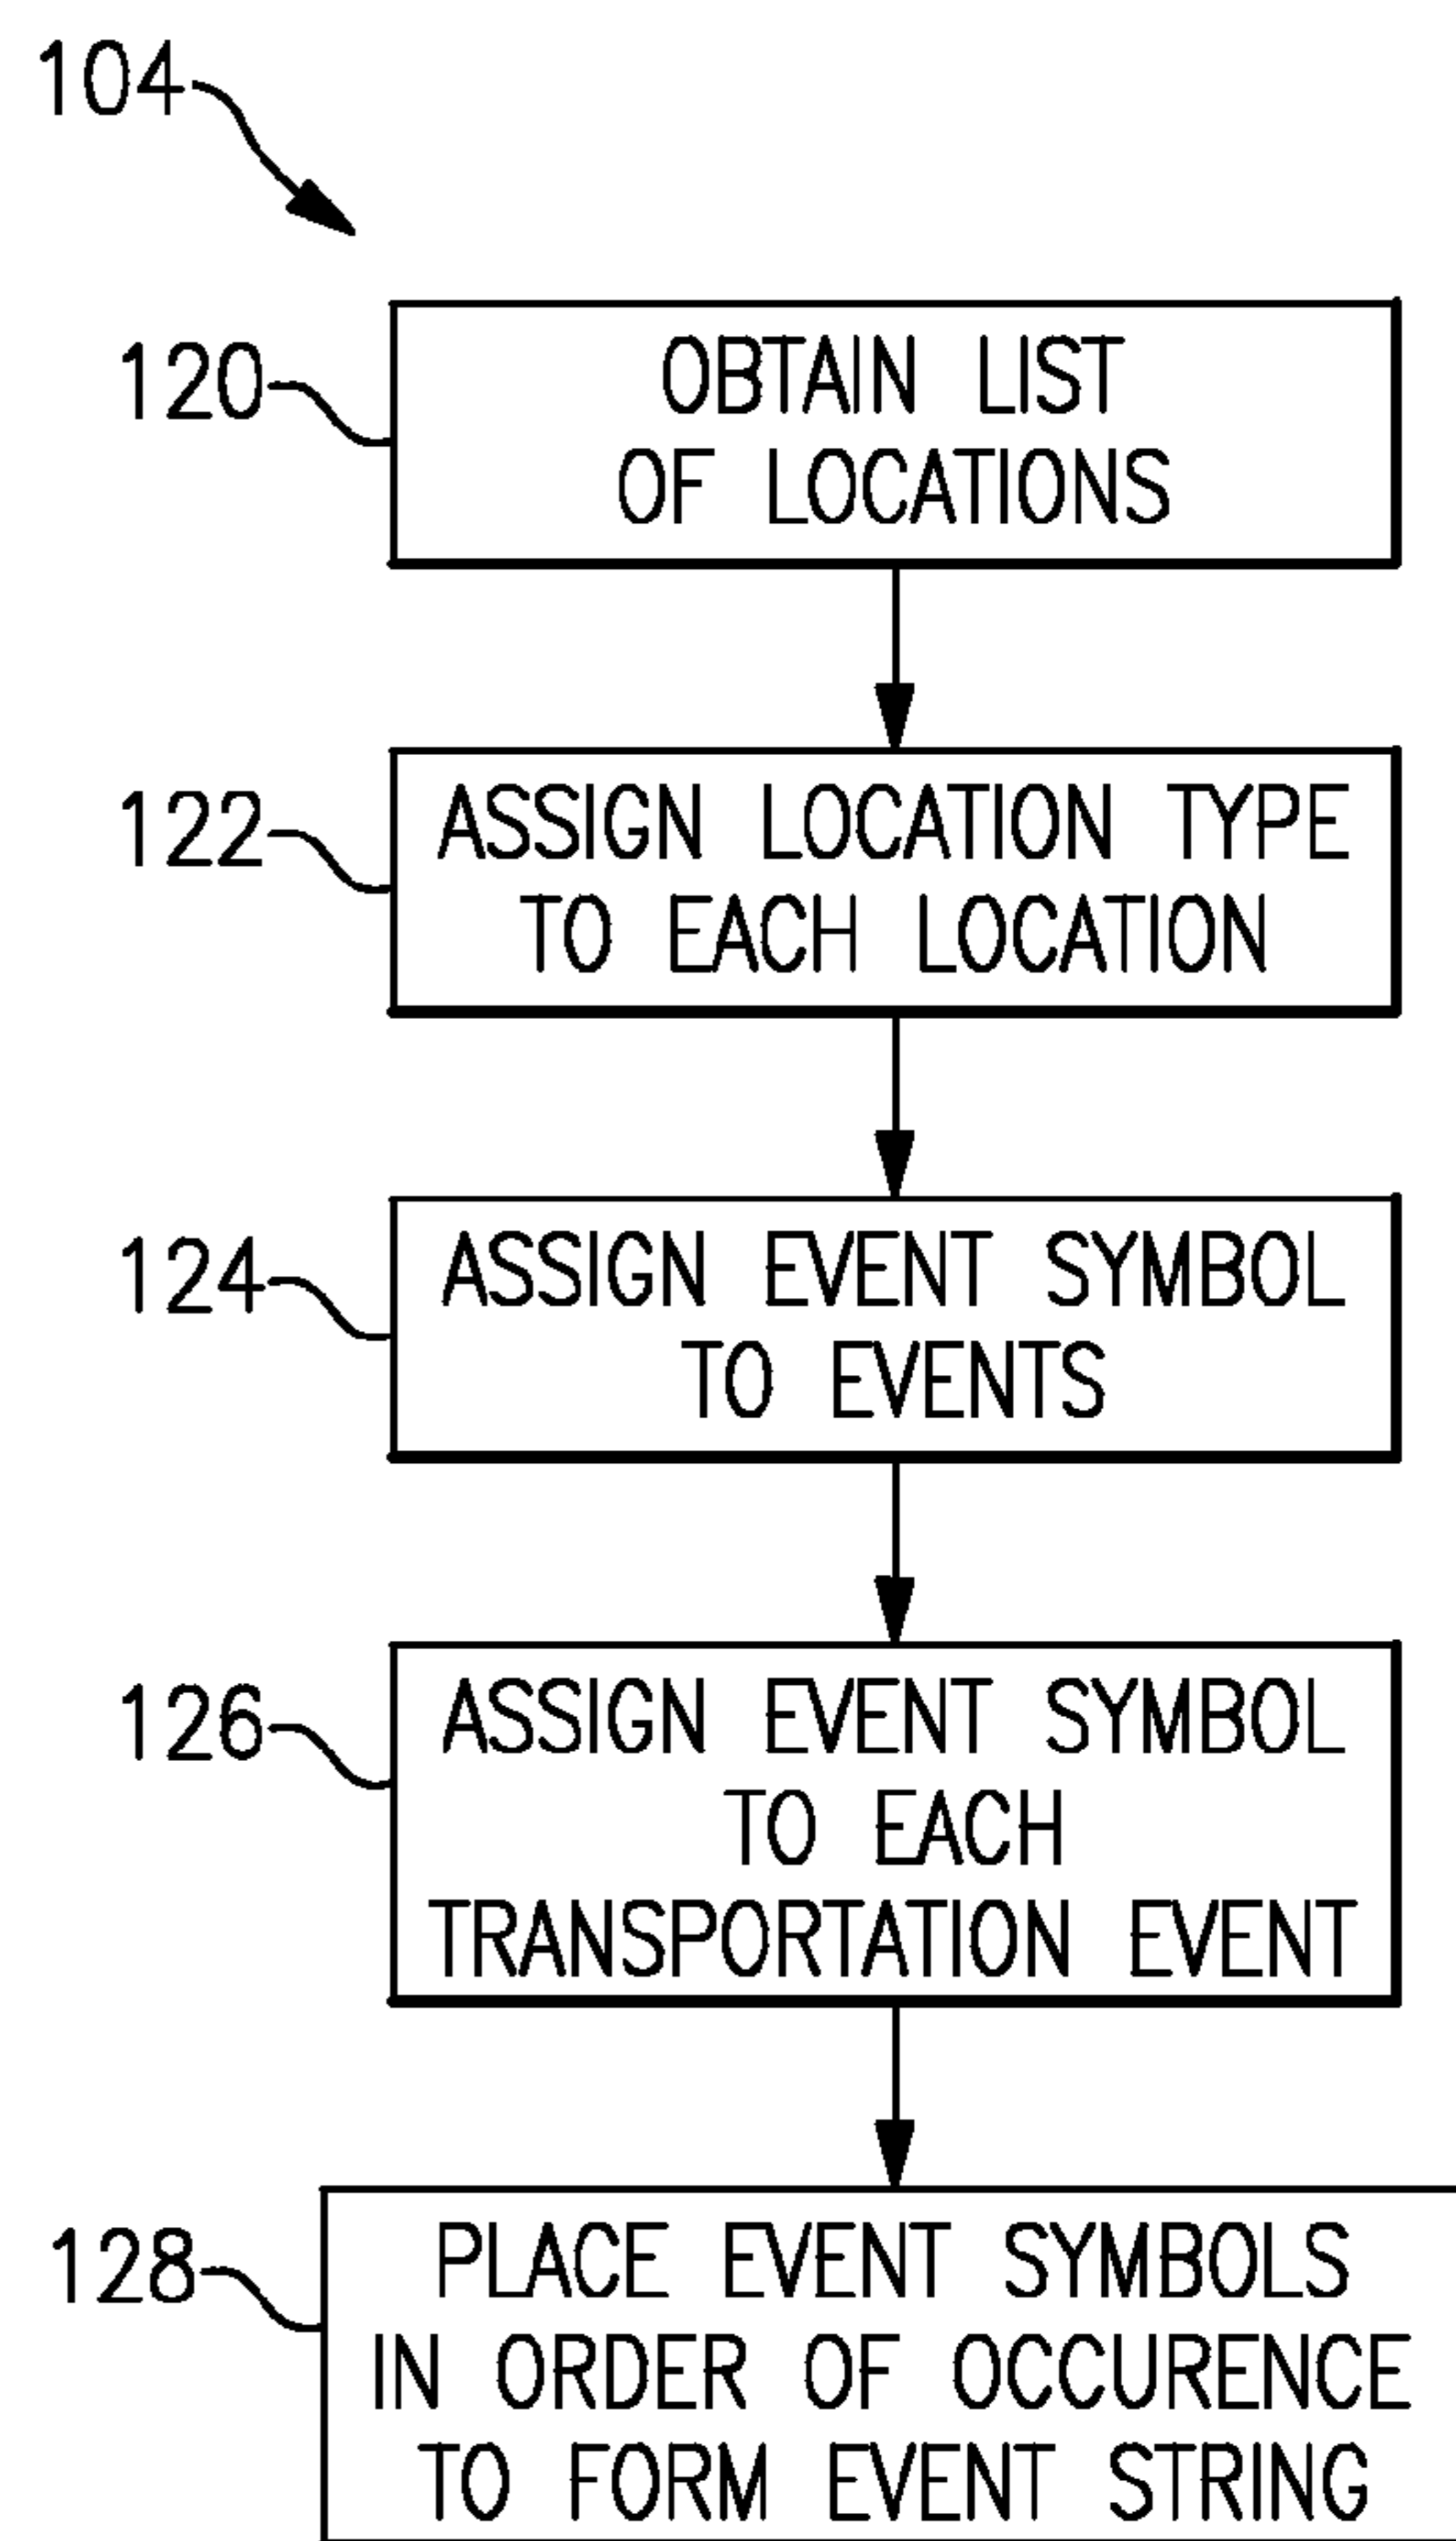 104
120
OBTAIN LIST
OF LOCATIONS
122
ASSIGN LOCATION TYPE
TO EACH LOCATION
124
ASSIGN EVENT SYMBOL
TO EVENTS
126
ASSIGN EVENT SYMBOL
TO EACH
TRANSPORTATION EVENT
128
PLACE EVENT SYMBOLS
IN ORDER OF OCCURENCE
TO FORM EVENT STRING